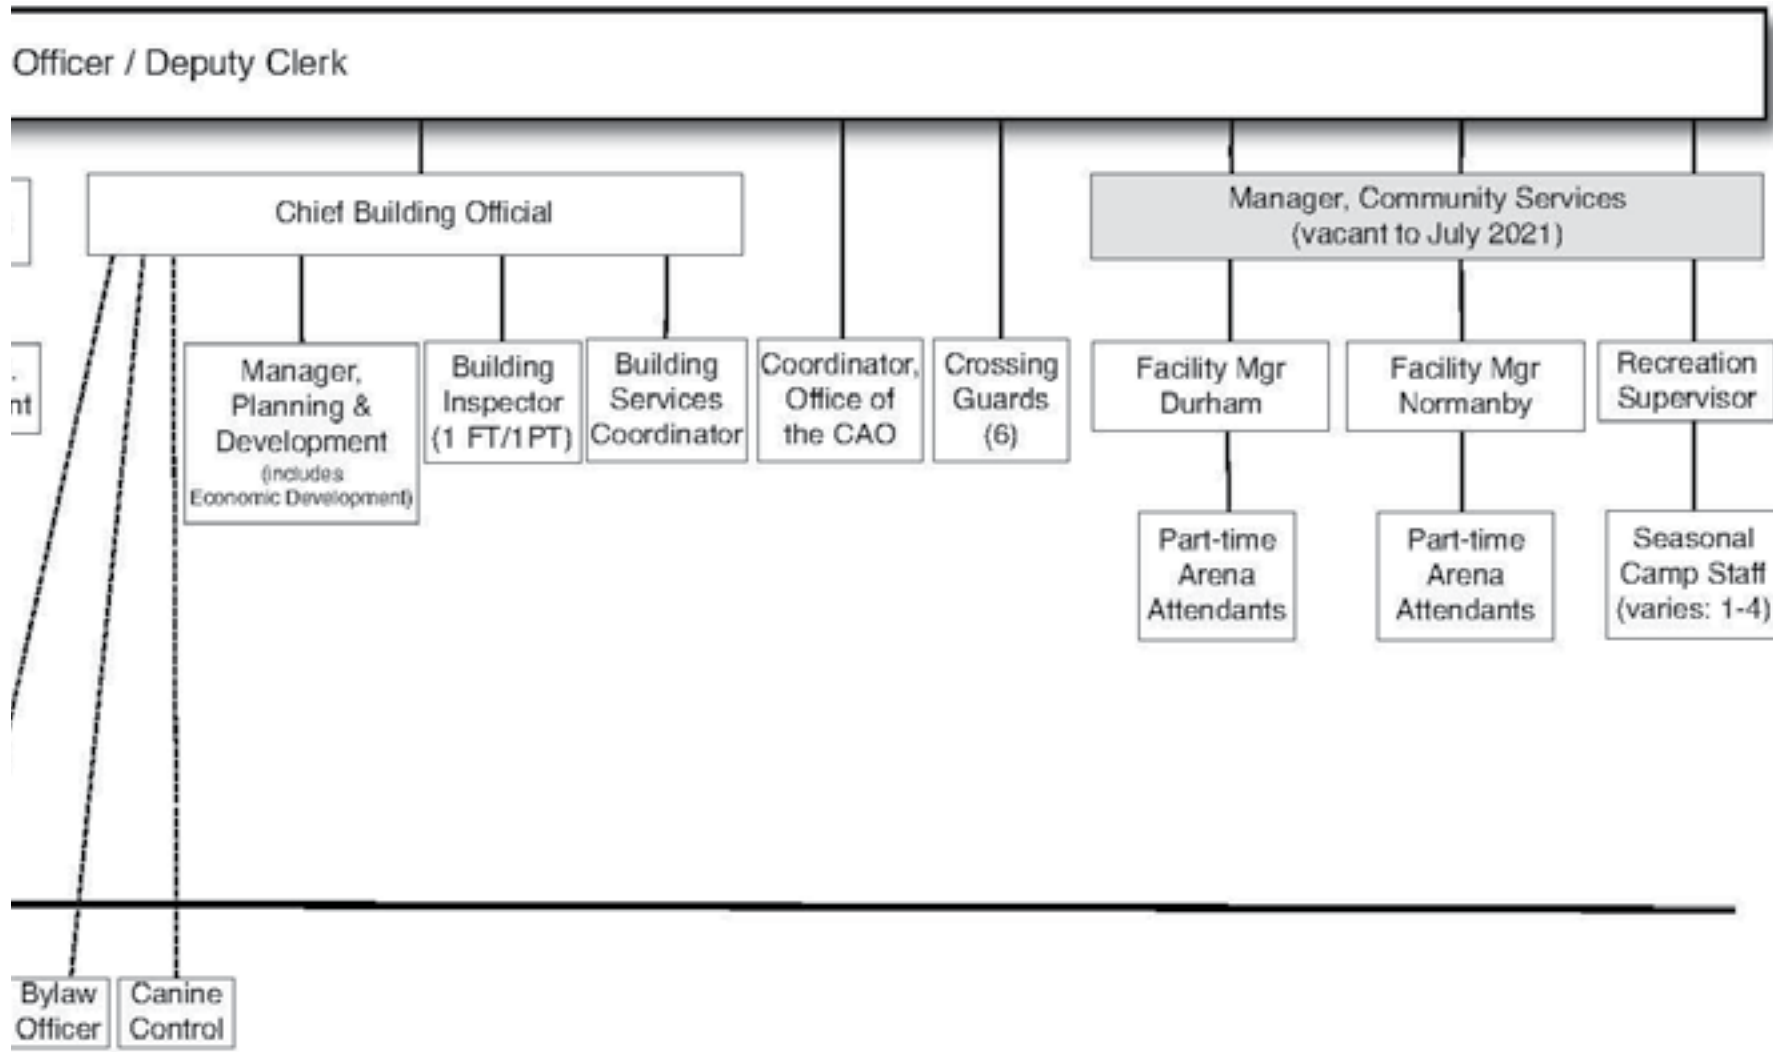 Officer / Deputy Clerk
Chief Building Official
Manager, Community Services
(vacant to July 2021)
nt
Manager,
Planning &
Development
(includes
Economic Development)
Building
Inspector
(1 FT/1PT)
Building
Services
Coordinator
Coordinator,
Office of
the CAO
Crossing
Guards
(6)
Facility Mgr
Durham
Facility Mgr
Normanby
Recreation
Supervisor
Part-time
Arena
Attendants
Part-time
Arena
Attendants
Seasonal
Camp Staff
(varies: 1-4)
Bylaw
Officer
Canine
Control